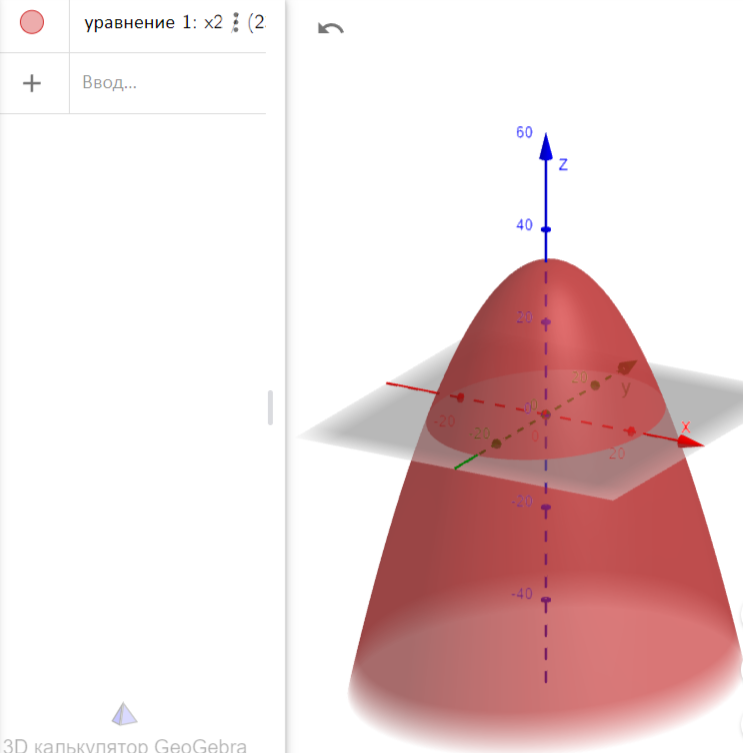 уравнение 1: x2 (2
Ввод...
60
z
40
20
20
y
0
-20
-20
0
x
20
-20
-40
3D калькулятор GeoGebra